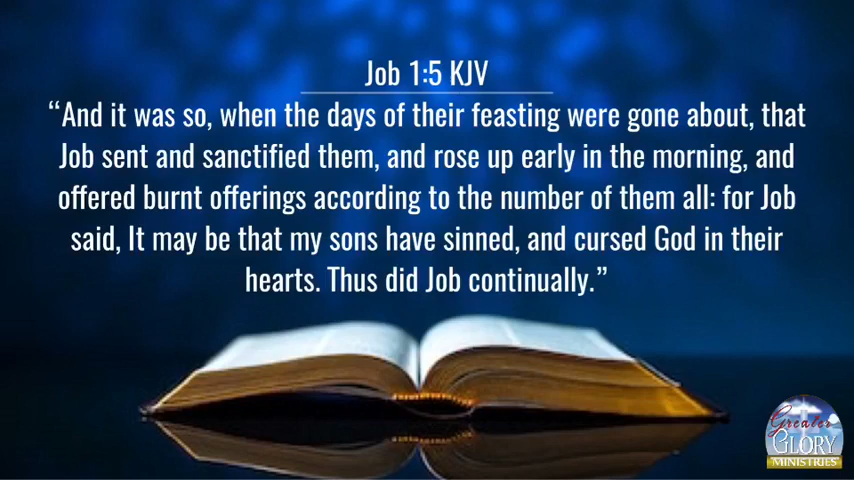 Job 1:5 KJV
“And it was so, when the days of their feasting were gone about, that
Job sent and sanctified them, and rose up early in the morning, and
offered burnt offerings according to the number of them all: for Job
said, It may be that my sons have sinned, and cursed God in their
hearts. Thus did Job continually.”
Greater
GLORY
MINISTRIES